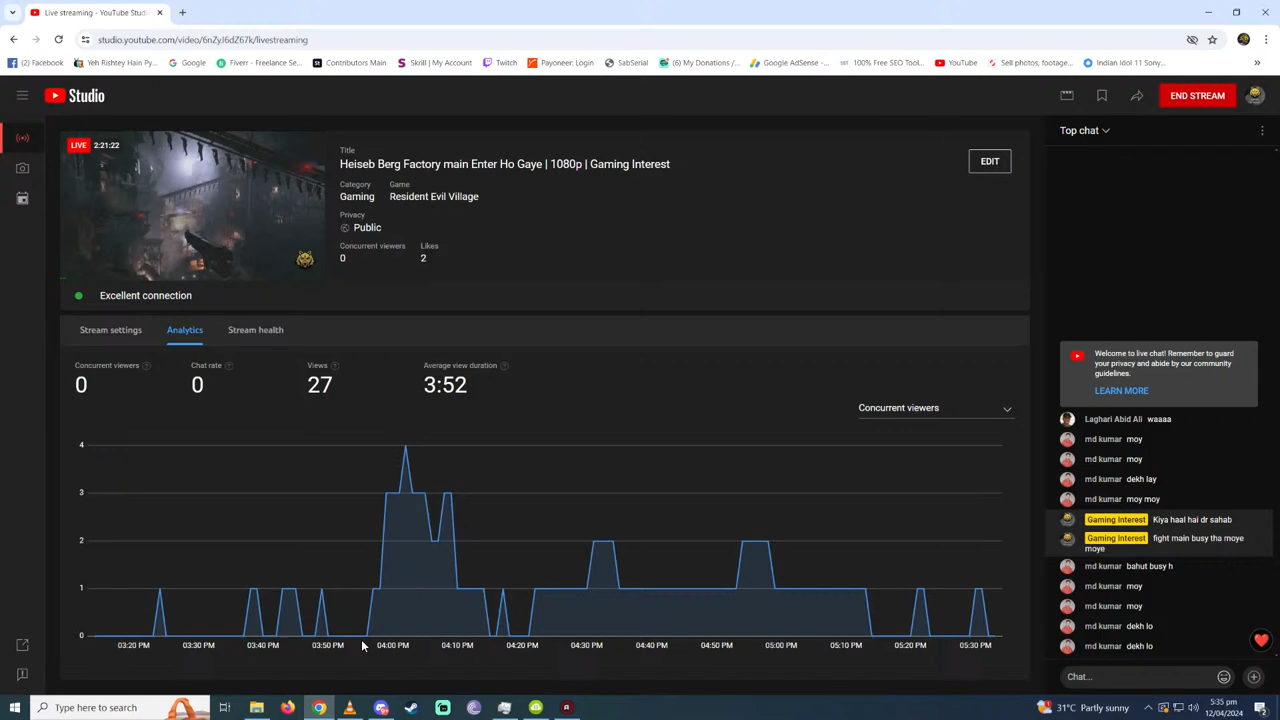 Live streaming - YouTube Studi
studio.youtube.com/video/6nZyJ6dZ67k/livestreaming
Facebook
Yeh Rishtey Hain Py...
Google
Fiverr - Freelance Se...
Contributors Main
Skrill | My Account
Twitch
Payoneer: Login
SabSerial
(6) My Donations /...
Google AdSense -...
100% Free SEO Tool...
YouTube
Sell photos, footage...
Indian Idol 11 Sony...
Studio
END STREAM
LIVE 2:21:22
Title
Heiseb Berg Factory main Enter Ho Gaye | 1080p | Gaming Interest
EDIT
Category Game
Gaming Resident Evil Village
Privacy
Public
Concurrent viewers Likes
0 2
Excellent connection
Stream settings Analytics Stream health
Concurrent viewers Chat rate Views Average view duration
0 0 27 3:52
Concurrent viewers
4
3
2
1
0
03:20 PM 03:30 PM 03:40 PM 03:50 PM 04:00 PM 04:10 PM 04:20 PM 04:30 PM 04:40 PM 04:50 PM 05:00 PM 05:10 PM 05:20 PM 05:30 PM
Top chat
Welcome to live chat! Remember to guard
your privacy and abide by our community
guidelines.
LEARN MORE
Laghari Abid Ali waaaa
md kumar moy
md kumar moy
md kumar dekh lay
md kumar moy moy
Gaming Interest Kiya haal hai dr sahab
Gaming Interest fight main busy tha moye
moye
md kumar bahut busy h
md kumar moy
md kumar moy
md kumar dekh lo
md kumar dekh lo
Chat...
Type here to search
31°C Partly sunny
5:35 pm
12/04/2024
2